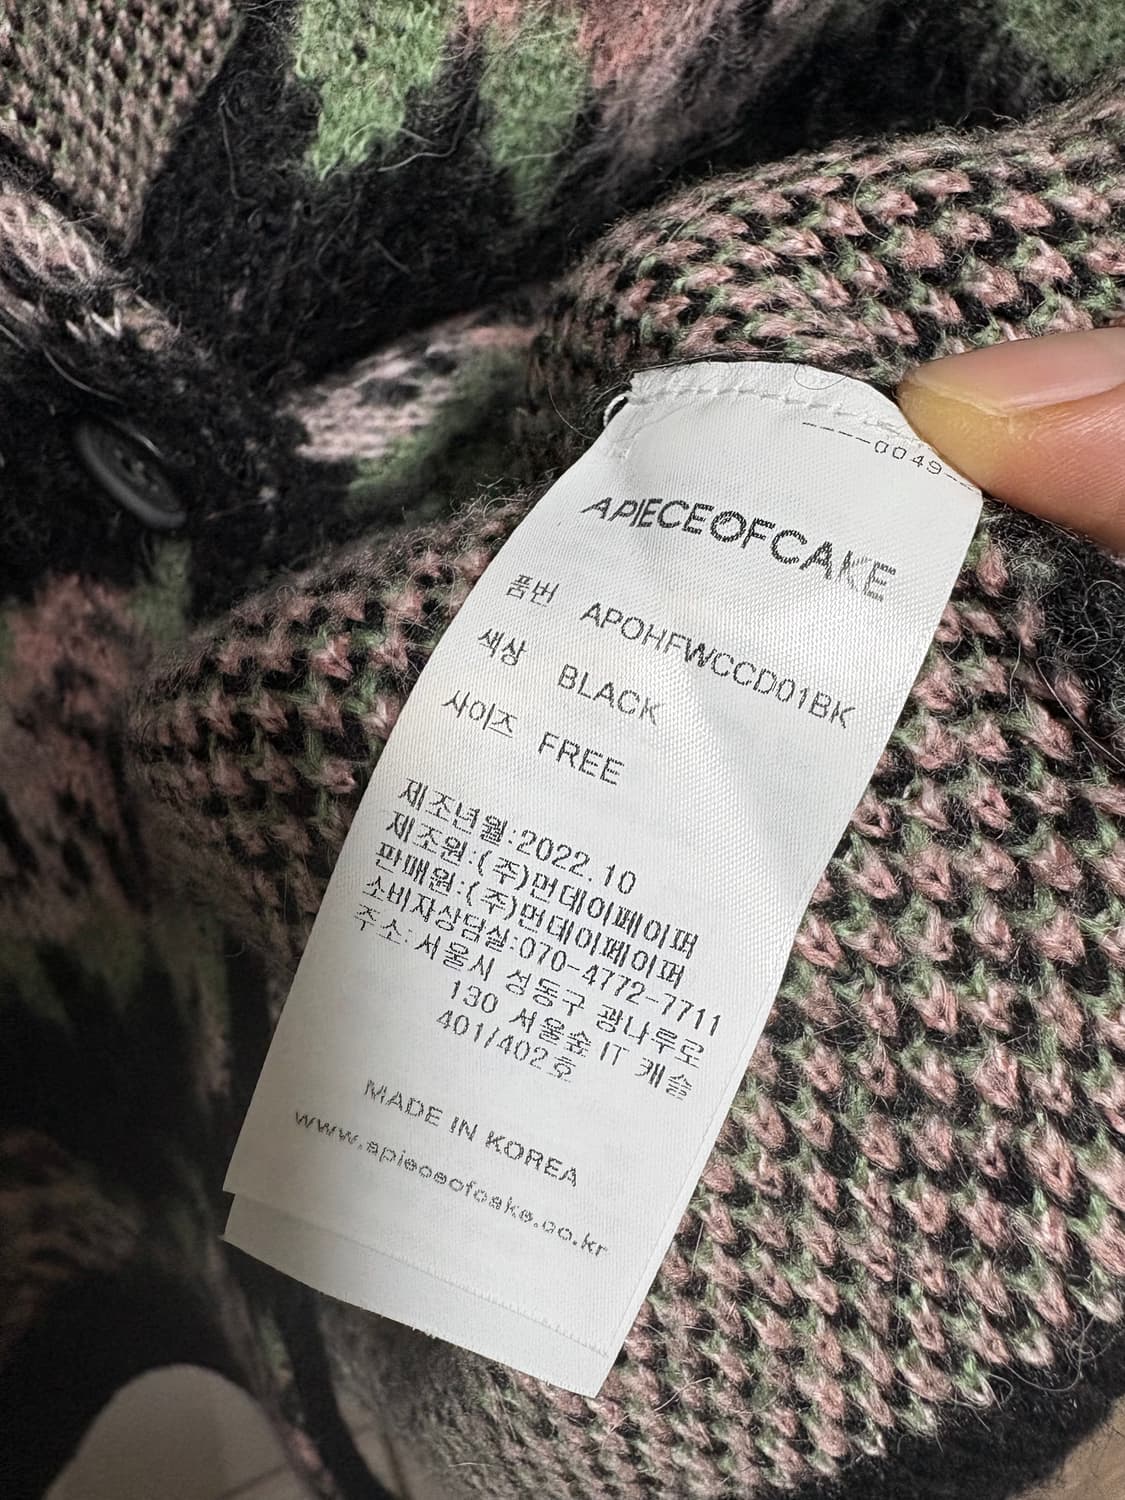 ----0049---
APIECEOFCAKE
품번 APOHFWCCD01BK
색상 BLACK
사이즈 FREE
제조년월:2022.10
제조원:(주)먼데이페이퍼
판매원:(주)먼데이페이퍼
소비자상담실:070-4772-7711
주소:서울시 성동구 광나루로
130 서울숲 IT 캐슬
401/402호
MADE IN KOREA
www.apieceofcake.co.kr